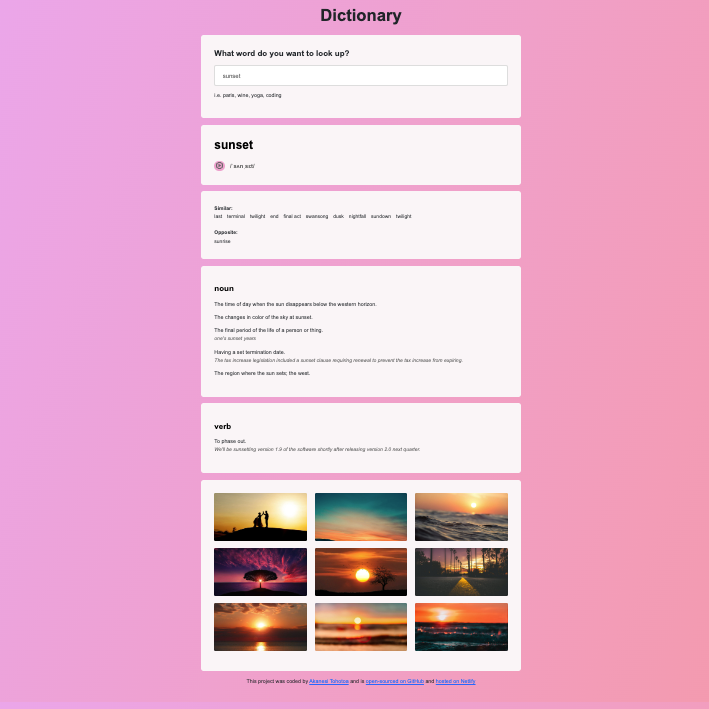 Dictionary
What word do you want to look up?
sunset
i.e. paris, wine, yoga, coding
sunset
/ˈsʌnˌsɛt/
Similar:
last terminal twilight end final act swansong dusk nightfall sundown twilight
Opposite:
sunrise
noun
The time of day when the sun disappears below the western horizon.
The changes in color of the sky at sunset.
The final period of the life of a person or thing.
one's sunset years
Having a set termination date.
The tax increase legislation included a sunset clause requiring renewal to prevent the tax increase from expiring.
The region where the sun sets; the west.
verb
To phase out.
We'll be sunsetting version 1.9 of the software shortly after releasing version 2.0 next quarter.
This project was coded by and is open-sourced on GitHub and hosted on Netlify